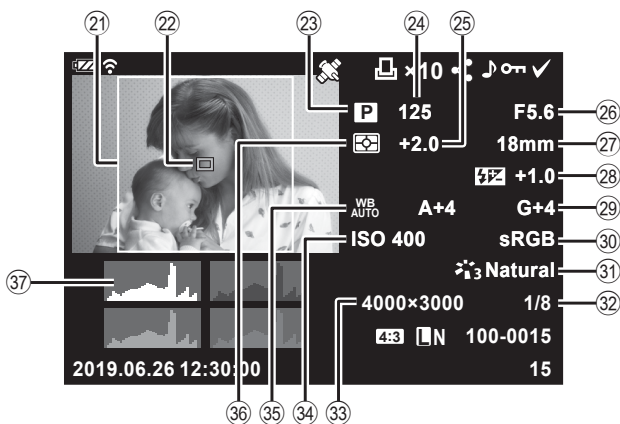 21 22 23 24 25
×10
P 125 F5.6 26
+2.0 18mm 27
+1.0 28
WB AUTO A+4 G+4 29
ISO 400 sRGB 30
3 Natural 31
37
4000×3000 1/8 32
4:3 L N 100-0015
2019.06.26 12:30:00 15
36 35 34 33